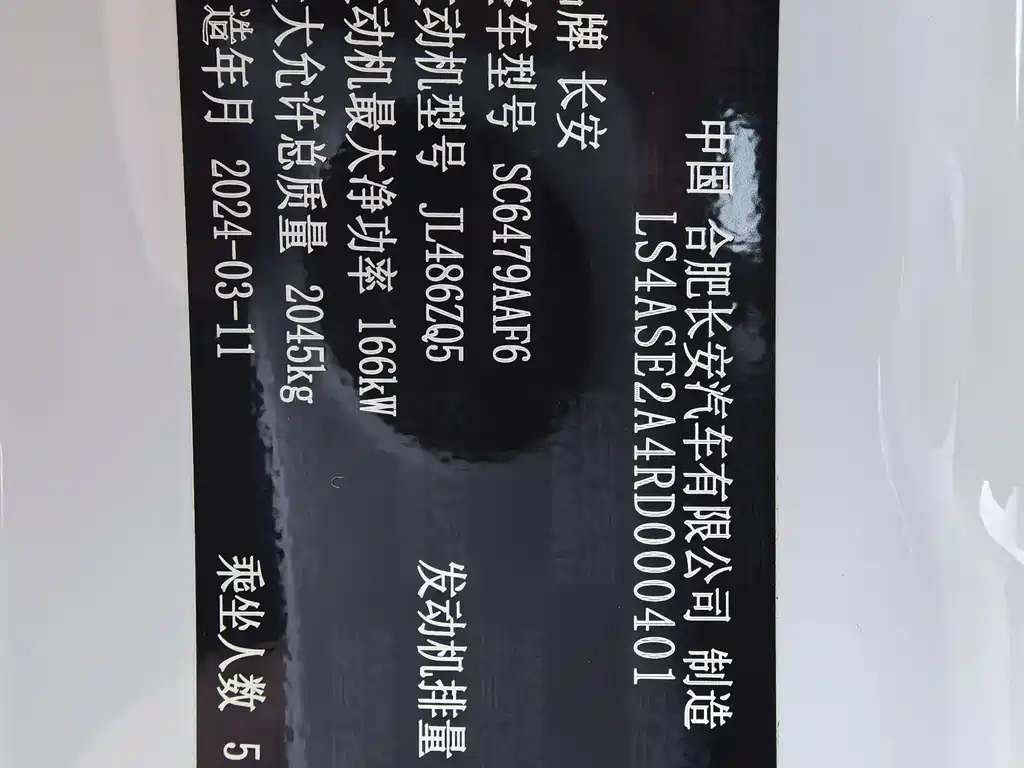 中国 合肥长安汽车有限公司 制造
LS4ASE2A4RD000401
牌 长安
车型号 SC6479AAF6
动机型号 JL486ZQ5 发动机排量
动机最大净功率 166kW
大允许总质量 2045kg
造年月 2024-03-11 乘坐人数 5